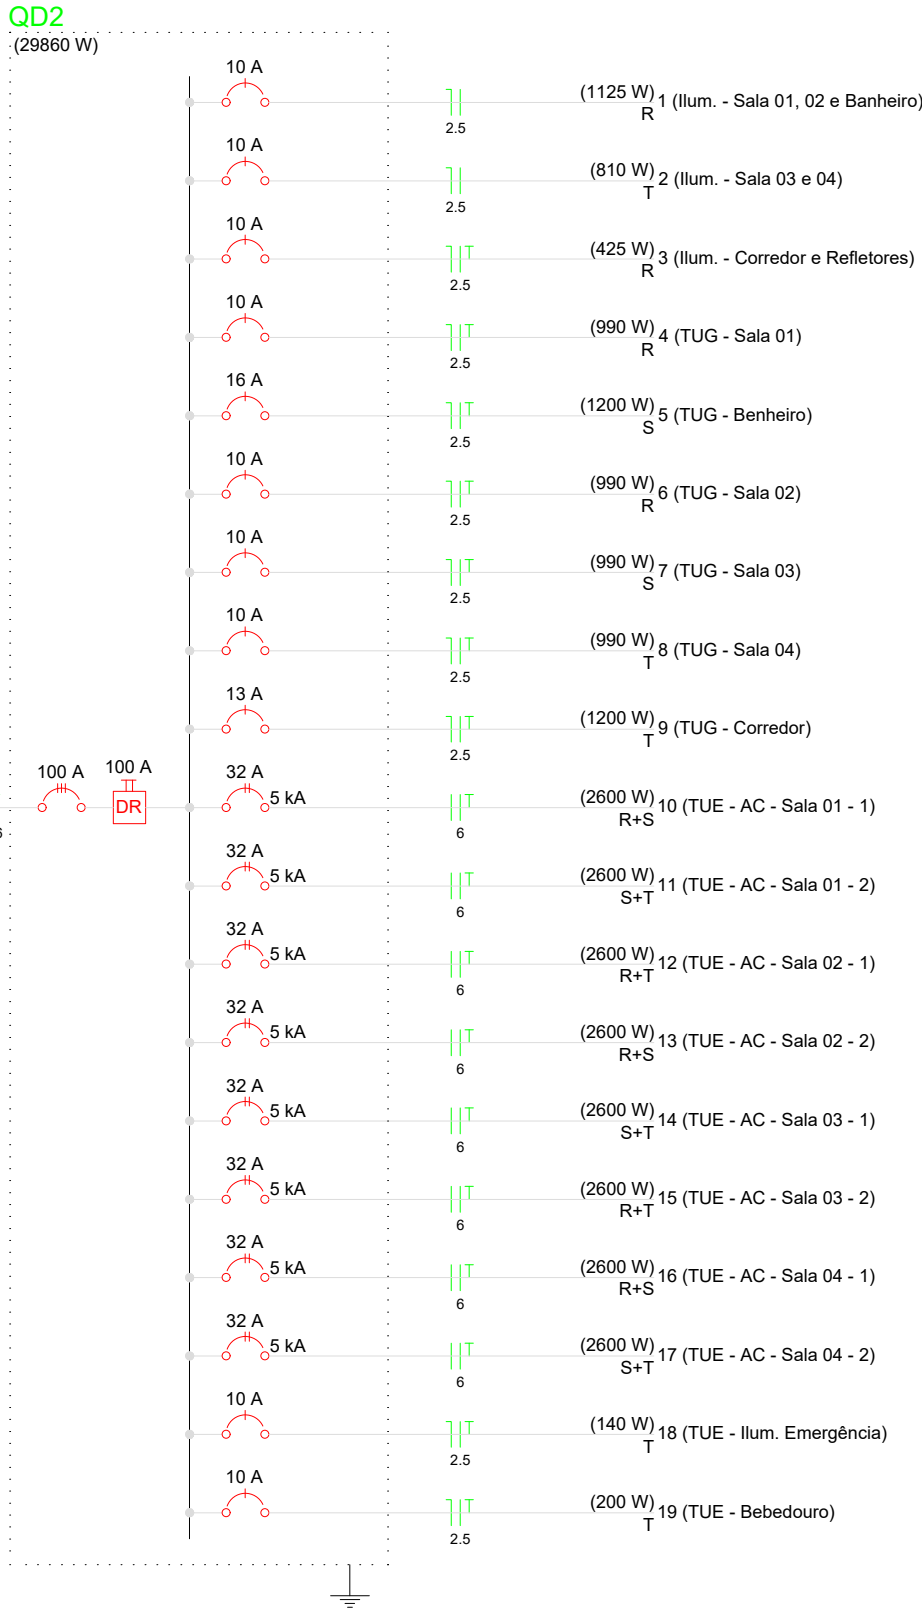 QD2
(29860 W)
10 A
(1125 W) 1 (Ilum. - Sala 01, 02 e Banheiro)
R
2.5
10 A
(810 W) 2 (Ilum. - Sala 03 e 04)
T
2.5
10 A
T
(425 W) 3 (Ilum. - Corredor e Refletores)
R
2.5
10 A
T
(990 W) 4 (TUG - Sala 01)
R
2.5
16 A
T
(1200 W) 5 (TUG - Benheiro)
S
2.5
10 A
T
(990 W) 6 (TUG - Sala 02)
R
2.5
10 A
T
(990 W) 7 (TUG - Sala 03)
S
2.5
10 A
T
(990 W) 8 (TUG - Sala 04)
T
2.5
13 A
T
(1200 W) 9 (TUG - Corredor)
T
2.5
100 A
100 A
DR
32 A
5 kA
T
(2600 W) 10 (TUE - AC - Sala 01 - 1)
R+S
6
32 A
5 kA
T
(2600 W) 11 (TUE - AC - Sala 01 - 2)
S+T
6
32 A
5 kA
T
(2600 W) 12 (TUE - AC - Sala 02 - 1)
R+T
6
32 A
5 kA
T
(2600 W) 13 (TUE - AC - Sala 02 - 2)
R+S
6
32 A
5 kA
T
(2600 W) 14 (TUE - AC - Sala 03 - 1)
S+T
6
32 A
5 kA
T
(2600 W) 15 (TUE - AC - Sala 03 - 2)
R+T
6
32 A
5 kA
T
(2600 W) 16 (TUE - AC - Sala 04 - 1)
R+S
6
32 A
5 kA
T
(2600 W) 17 (TUE - AC - Sala 04 - 2)
S+T
6
10 A
T
(140 W) 18 (TUE - Ilum. Emergência)
T
2.5
10 A
T
(200 W) 19 (TUE - Bebedouro)
T
2.5